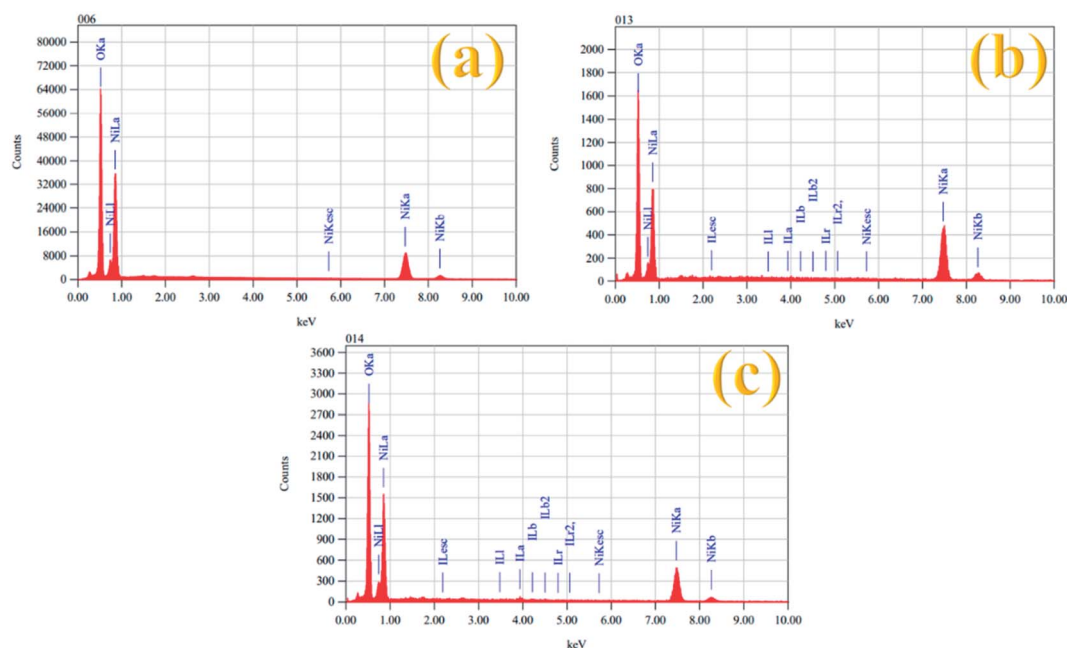 006
(a)
80000
72000
64000
56000
48000
40000
32000
24000
16000
8000
0
Counts
OKa
NiLl
NiLa
NiKesc
NiKa
NiKb
0.00 1.00 2.00 3.00 4.00 5.00 6.00 7.00 8.00 9.00 10.00
keV
013
(b)
2000
1800
1600
1400
1200
1000
800
600
400
200
0
Counts
OKa
NiLl
NiLa
ILesc
ILl
ILa
ILb
ILb2
ILr
ILr2,
NiKesc
NiKa
NiKb
0.00 1.00 2.00 3.00 4.00 5.00 6.00 7.00 8.00 9.00 10.00
keV
014
(c)
3600
3300
3000
2700
2400
2100
1800
1500
1200
900
600
300
0
Counts
OKa
NiLl
NiLa
ILesc
ILl
ILa
ILb
ILb2
ILr
ILr2,
NiKesc
NiKa
NiKb
0.00 1.00 2.00 3.00 4.00 5.00 6.00 7.00 8.00 9.00 10.00
keV